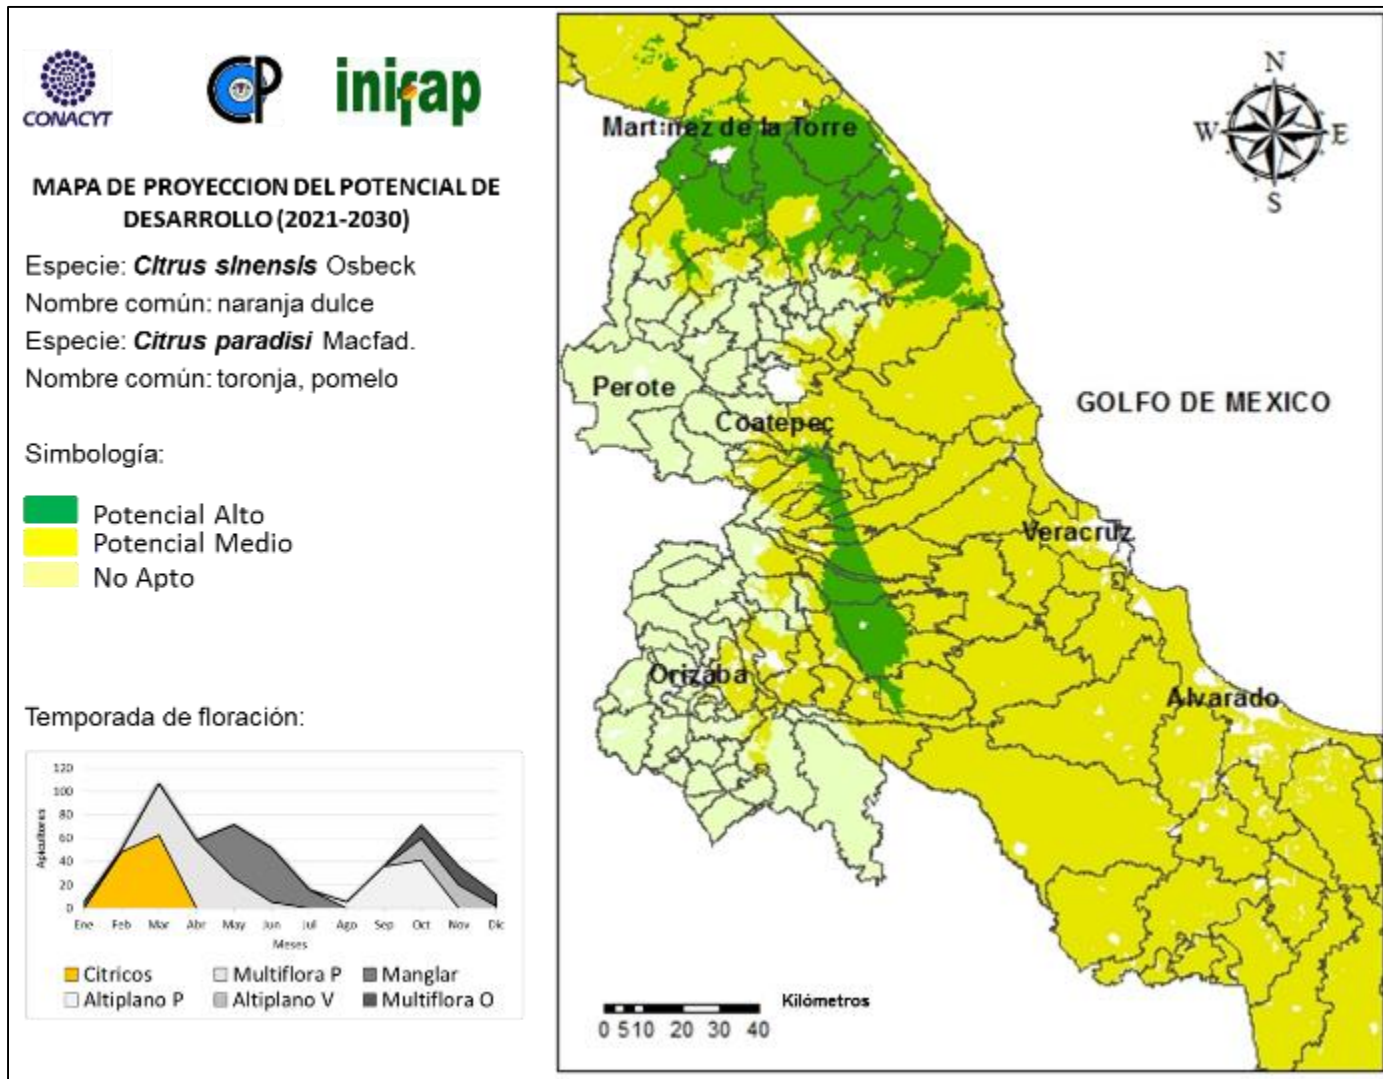 CONACYT
CP
inifap
MAPA DE PROYECCION DEL POTENCIAL DE
DESARROLLO (2021-2030)
Especie: Citrus sinensis Osbeck
Nombre común: naranja dulce
Especie: Citrus paradisi Macfad.
Nombre común: toronja, pomelo
Simbología:
Potencial Alto
Potencial Medio
No Apto
Temporada de floración:
120
100
80
60
40
20
0
Apicultores
Ene Feb Mar Abr May Jun Jul Ago Sep Oct Nov Dic
Meses
Citricos Multiflora P Manglar
Altiplano P Altiplano V Multiflora O
N
W E
S
Martínez de la Torre
Perote
Coatepec
GOLFO DE MEXICO
Veracruz
Orizaba
Alvarado
Kilómetros
0 510 20 30 40